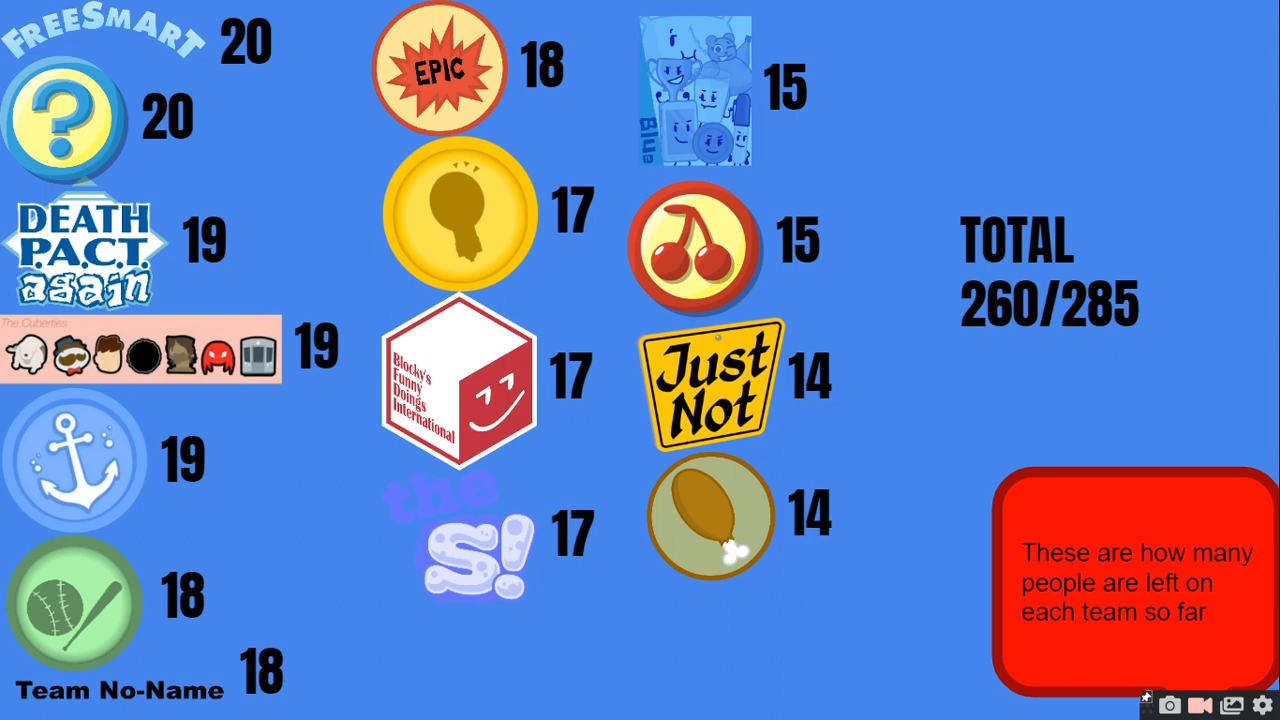 FREESMART
20
?
20
DEATH
P.A.C.T.
again
19
The Cuberties
19
19
18
Team No-Name
18
EPIC
18
17
Blocky's
Funny
Doings
International
17
the
S!
17
Blue
15
15
Just
Not
14
14
TOTAL
260/285
These are how many
people are left on
each team so far